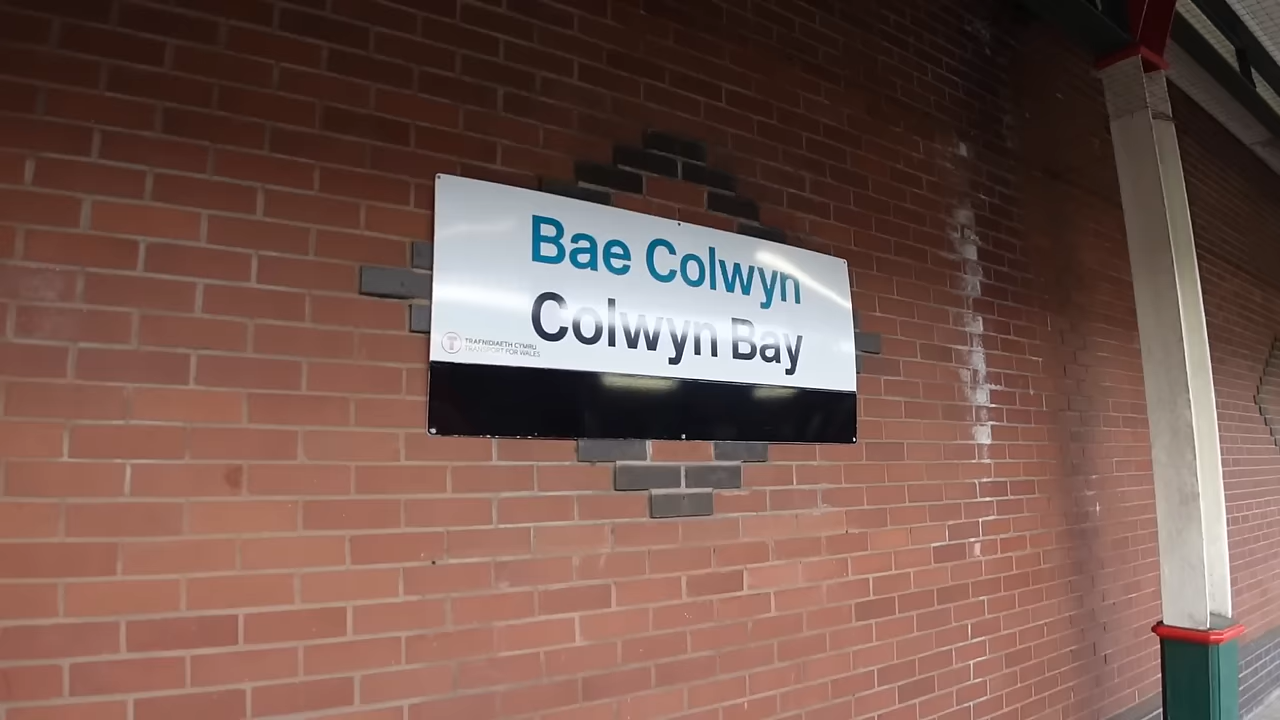 Bae Colwyn
Colwyn Bay
TRAFNIDIAETH CYMRU
TRANSPORT FOR WALES